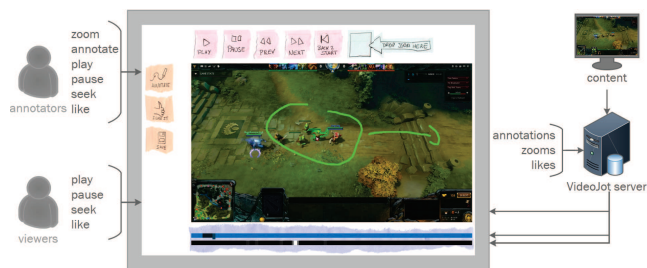 zoom
annotate
play
pause
seek
like
annotators
play
pause
seek
like
viewers
PLAY
PAUSE
PREV
NEXT
BACK 2
START
DROP JSON HERE
content
annotations
zooms
likes
VideoJot server